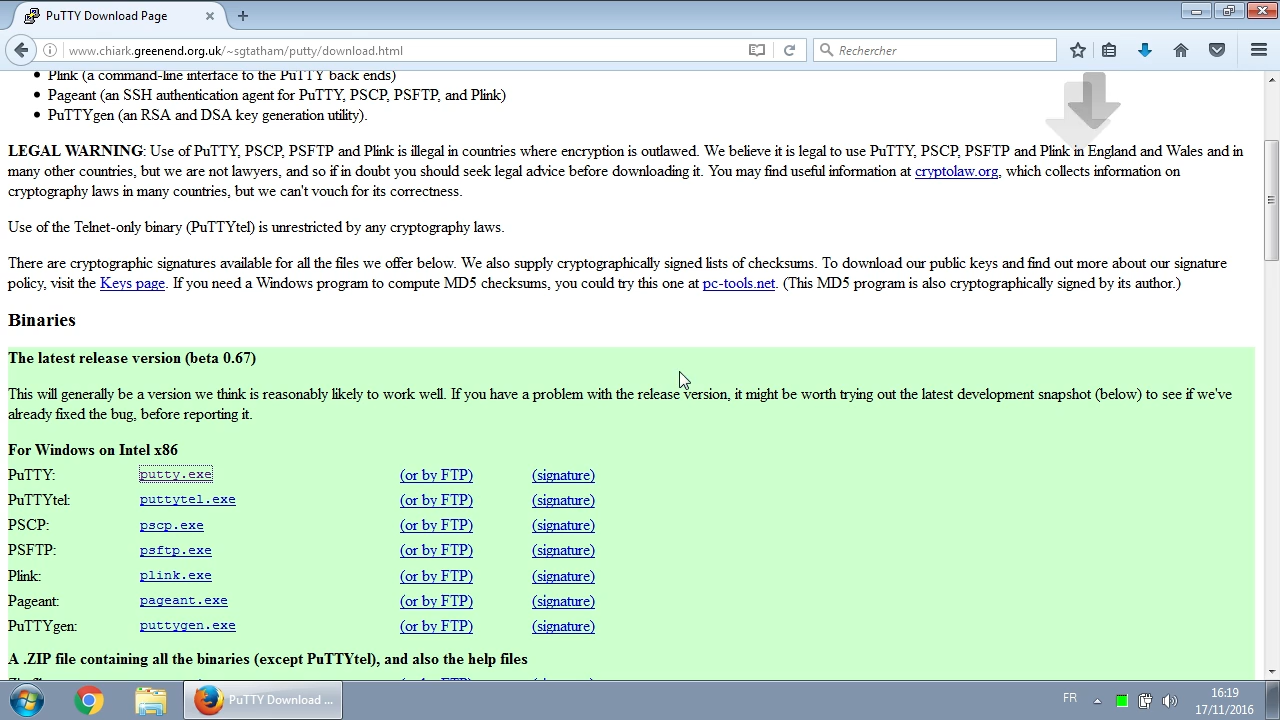 PuTTY Download Page
www.chiark.greenend.org.uk/~sgtatham/putty/download.html
Rechercher
Plink (a command-line interface to the PuTTY back ends)
Pageant (an SSH authentication agent for PuTTY, PSCP, PSFTP, and Plink)
PuTTYgen (an RSA and DSA key generation utility).
LEGAL WARNING: Use of PuTTY, PSCP, PSFTP and Plink is illegal in countries where encryption is outlawed. We believe it is legal to use PuTTY, PSCP, PSFTP and Plink in England and Wales and in
many other countries, but we are not lawyers, and so if in doubt you should seek legal advice before downloading it. You may find useful information at cryptolaw.org, which collects information on
cryptography laws in many countries, but we can't vouch for its correctness.
Use of the Telnet-only binary (PuTTYtel) is unrestricted by any cryptography laws.
There are cryptographic signatures available for all the files we offer below. We also supply cryptographically signed lists of checksums. To download our public keys and find out more about our signature
policy, visit the Keys page. If you need a Windows program to compute MD5 checksums, you could try this one at pc-tools.net. (This MD5 program is also cryptographically signed by its author.)
Binaries
The latest release version (beta 0.67)
This will generally be a version we think is reasonably likely to work well. If you have a problem with the release version, it might be worth trying out the latest development snapshot (below) to see if we've
already fixed the bug, before reporting it.
For Windows on Intel x86
PuTTY: putty.exe (or by FTP) (signature)
PuTTYtel: puttytel.exe (or by FTP) (signature)
PSCP: pscp.exe (or by FTP) (signature)
PSFTP: psftp.exe (or by FTP) (signature)
Plink: plink.exe (or by FTP) (signature)
Pageant: pageant.exe (or by FTP) (signature)
PuTTYgen: puttygen.exe (or by FTP) (signature)
A .ZIP file containing all the binaries (except PuTTYtel), and also the help files
PuTTY Download ...
FR
16:19
17/11/2016